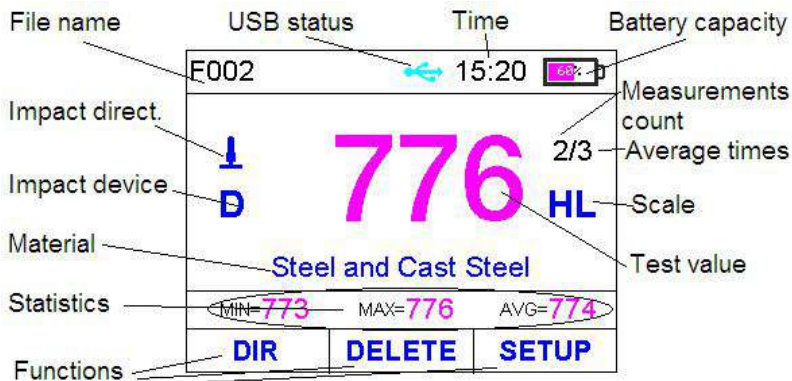 File name
USB status
Time
Battery capacity
F002
15:20
60%
Measurements
count
Impact direct.
776
2/3
Average times
Impact device
D
HL
Scale
Material
Steel and Cast Steel
Test value
Statistics
MIN=773
MAX=776
AVG=774
DIR
DELETE
SETUP
Functions